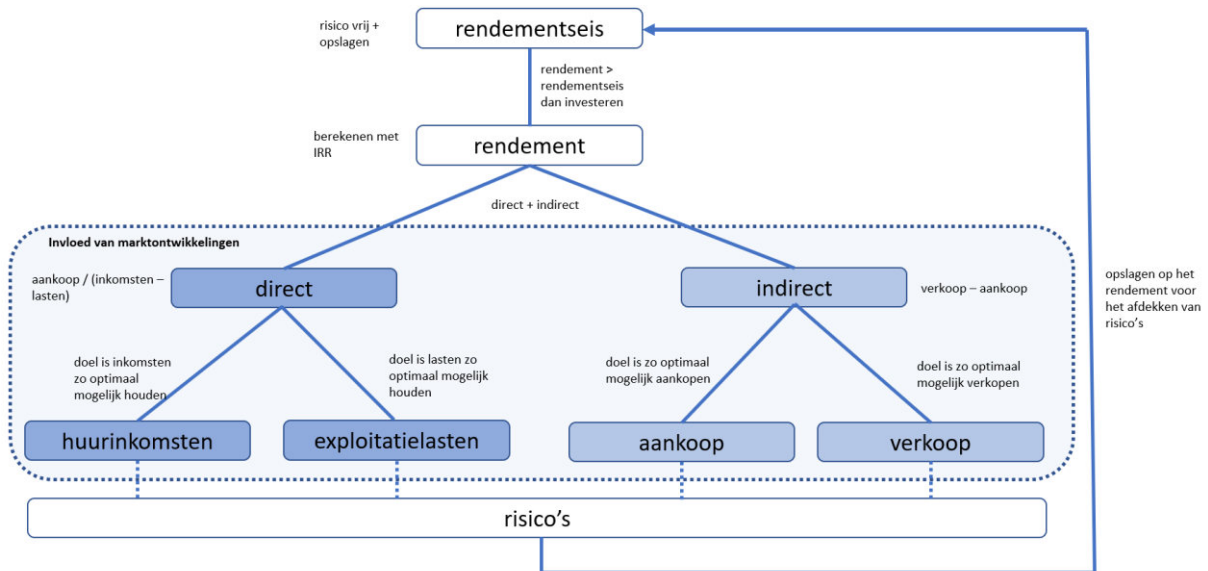 risico vrij +
opslagen
rendementseis
rendement >
rendementseis
dan investeren
berekenen met
IRR
rendement
direct + indirect
Invloed van marktontwikkelingen
aankoop / (inkomsten –
lasten)
direct
indirect
verkoop – aankoop
opslagen op het
rendement voor
het afdekken van
risico's
doel is inkomsten
zo optimaal
mogelijk houden
doel is lasten zo
optimaal mogelijk
houden
doel is zo optimaal
mogelijk aankopen
doel is zo optimaal
mogelijk verkopen
huurinkomsten
exploitatielasten
aankoop
verkoop
risico's